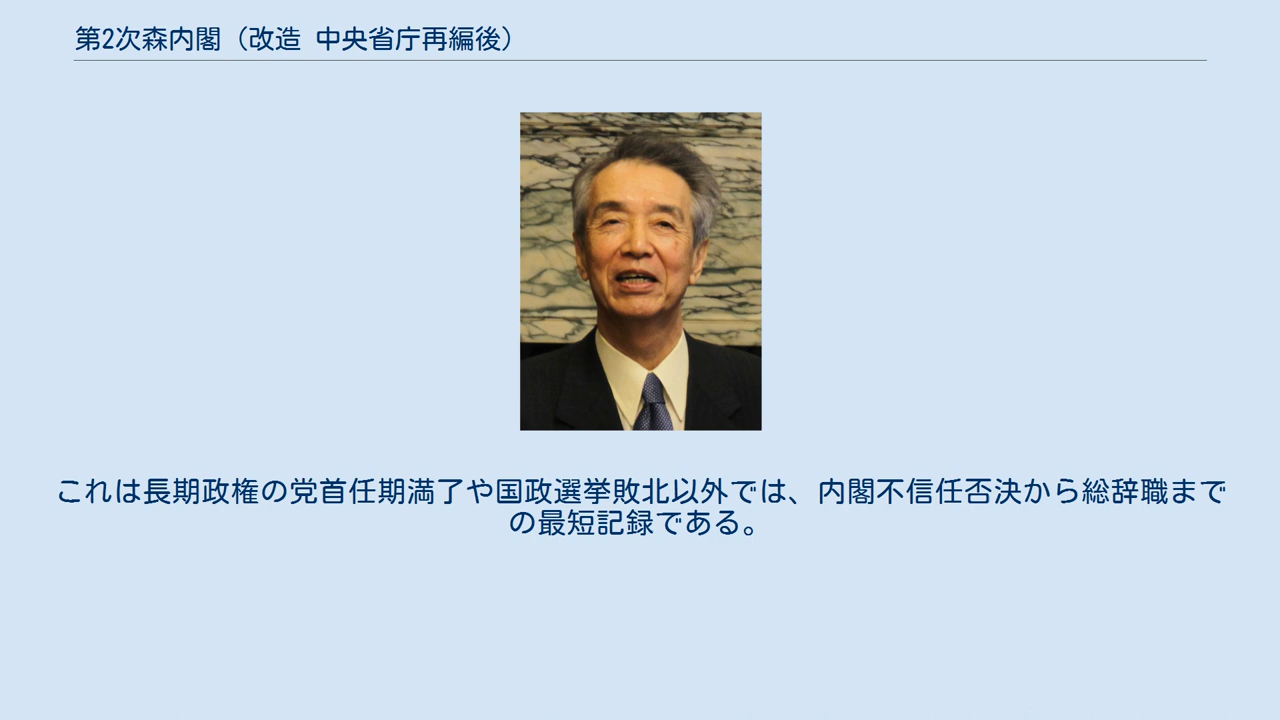 第2次森内閣（改造 中央省庁再編後）
これは長期政権の党首任期満了や国政選挙敗北以外では、内閣不信任否決から総辞職まで
の最短記録である。